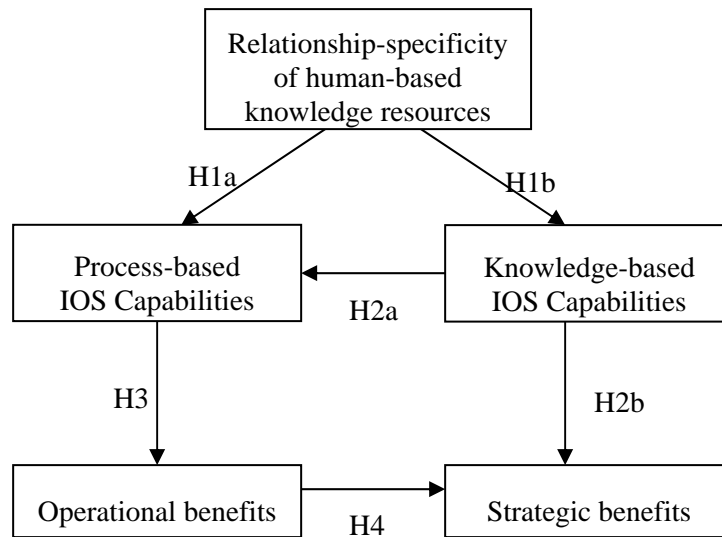 Relationship-specificity
of human-based
knowledge resources
H1a
H1b
Process-based
IOS Capabilities
Knowledge-based
IOS Capabilities
H2a
H3
H2b
Operational benefits
Strategic benefits
H4